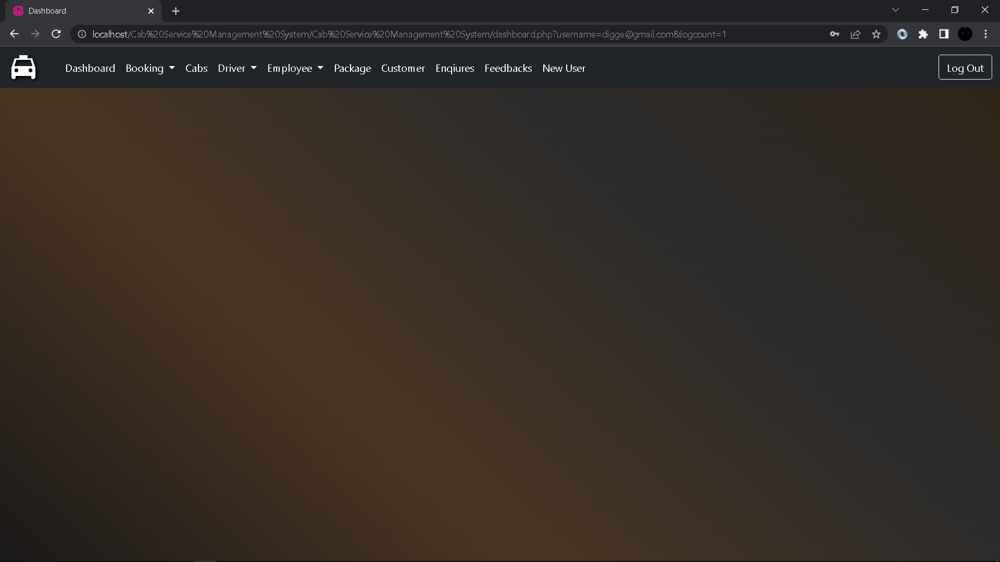 Dashboard
localhost/Cab%20Service%20Management%20System/Cab%20Service%20Management%20System/dashboard.php?username=digge@gmail.com&logcount=1
Dashboard Booking Cabs Driver Employee Package Customer Enqiures Feedbacks New User Log Out